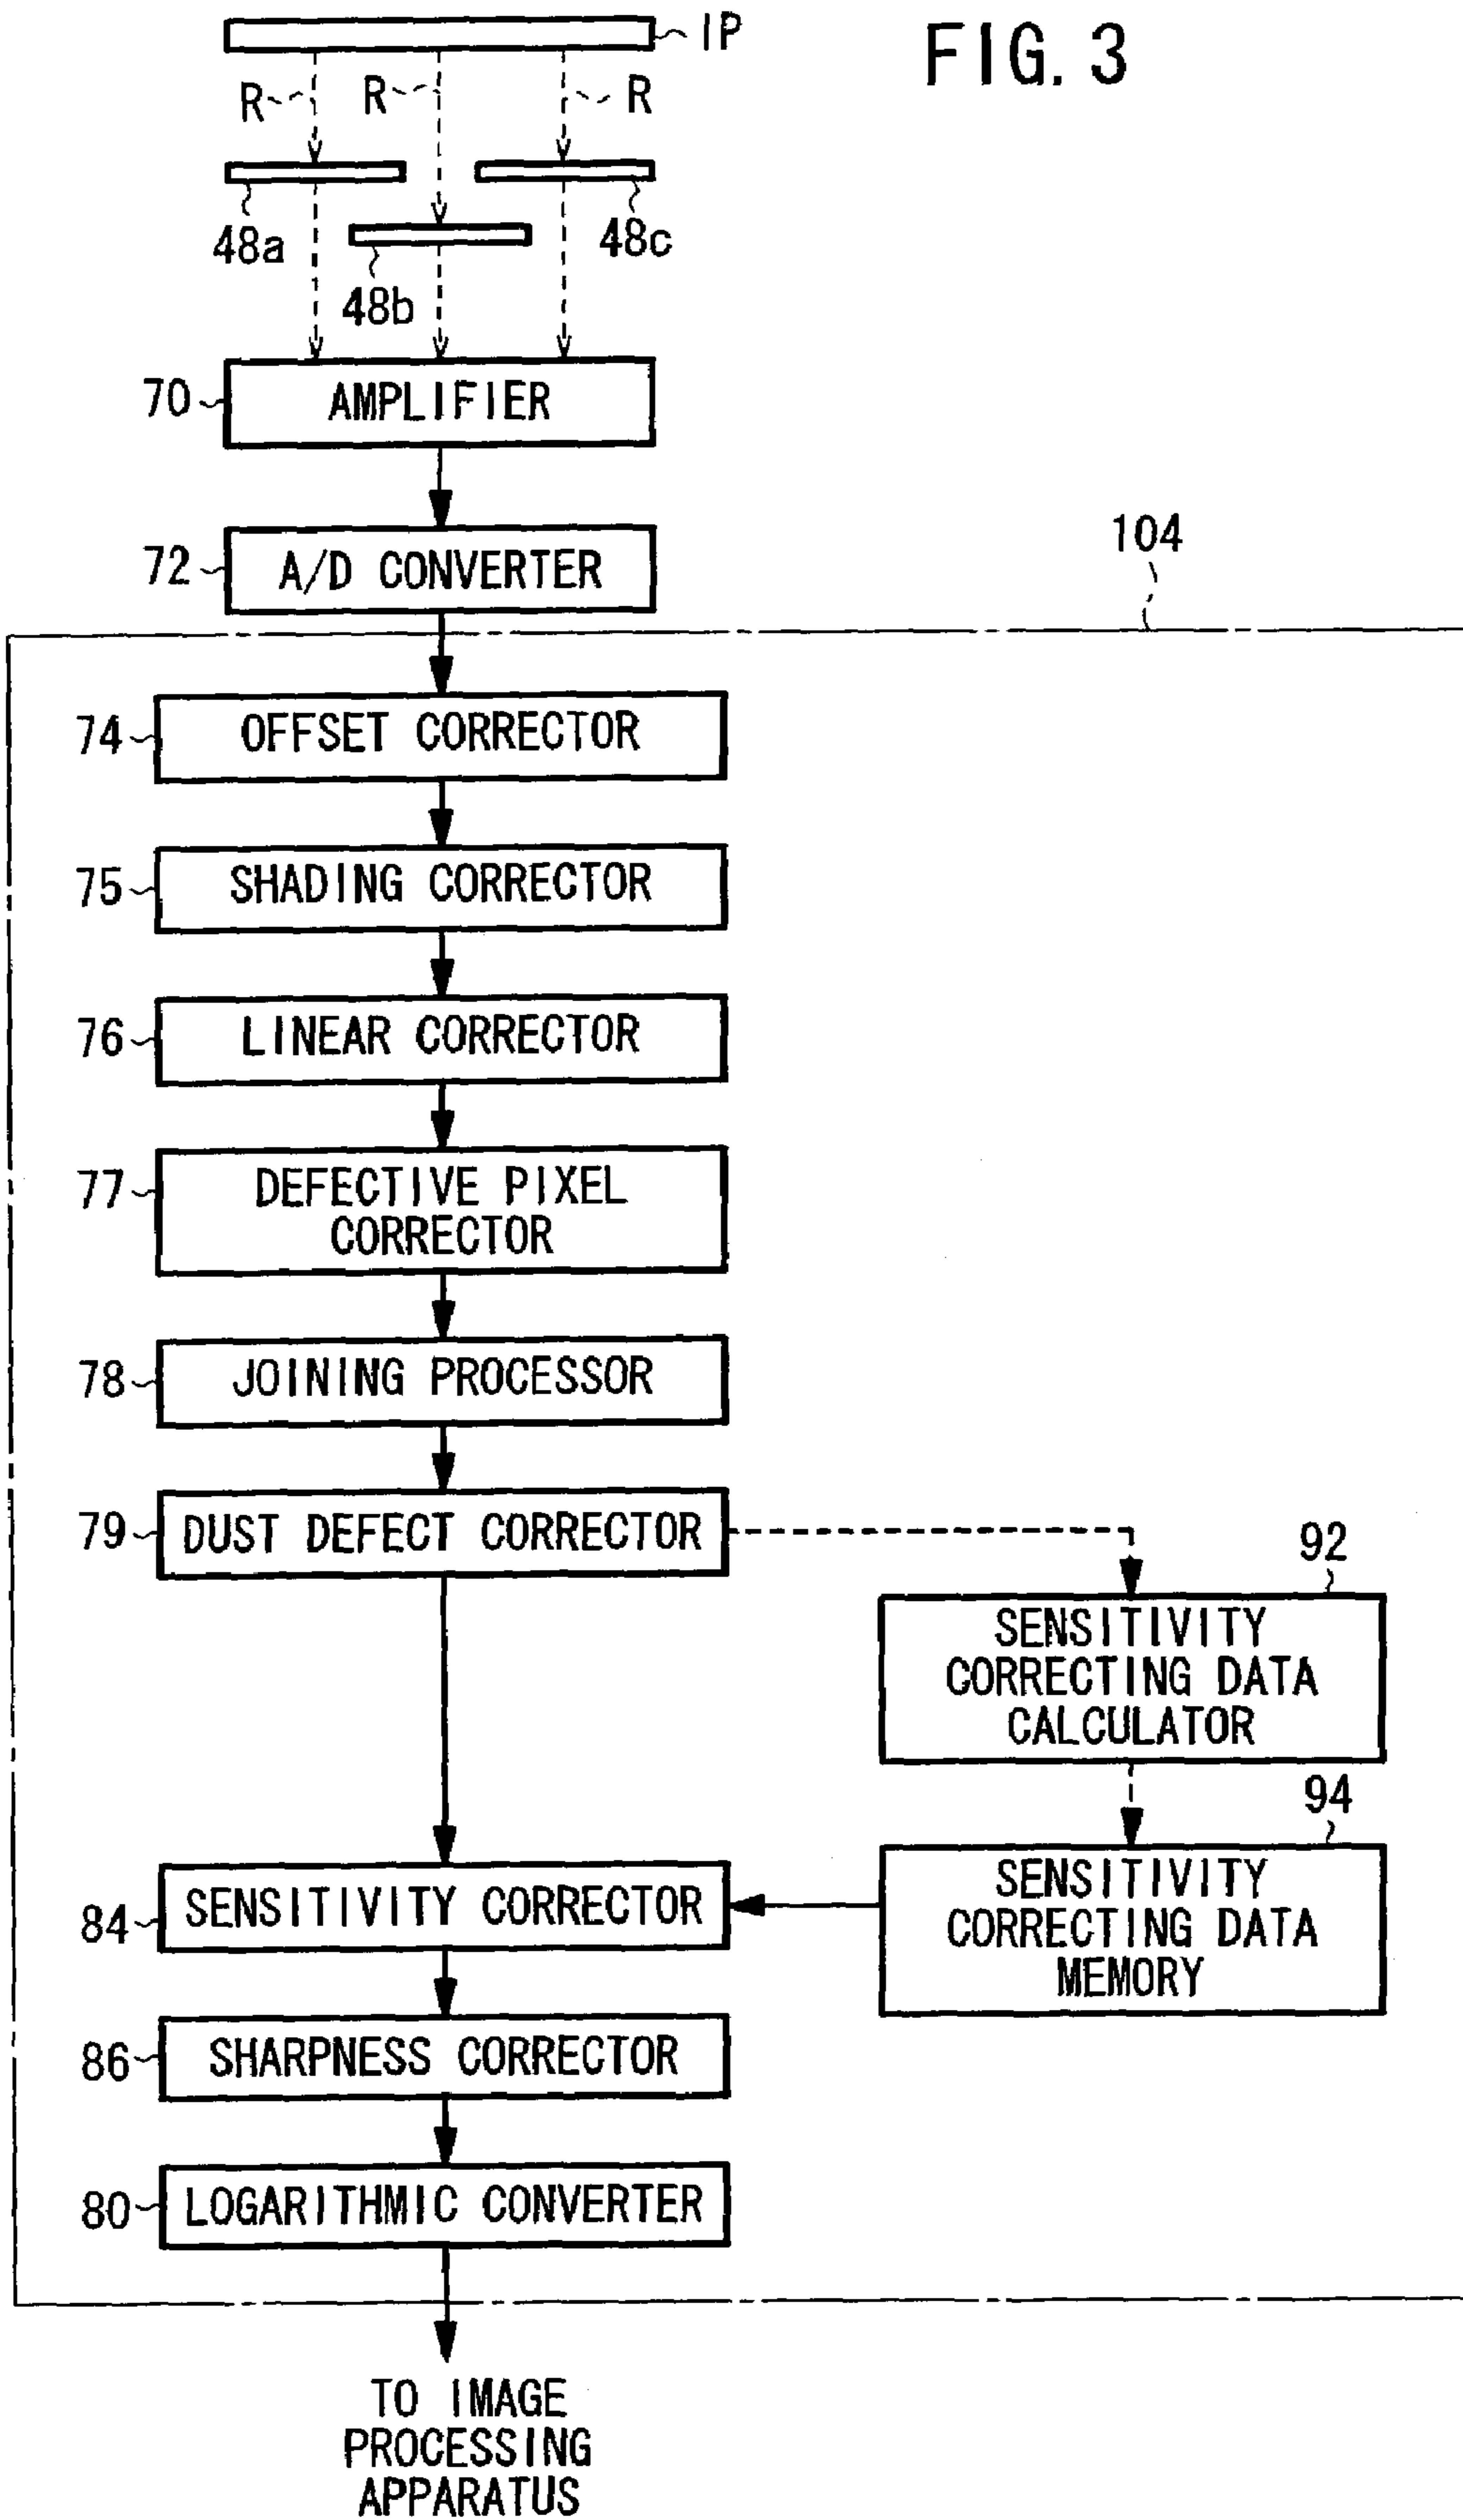 FIG. 3
IP
R
R
R
48a
48b
48c
70
AMPLIFIER
72
A/D CONVERTER
104
74
OFFSET CORRECTOR
75
SHADING CORRECTOR
76
LINEAR CORRECTOR
77
DEFECTIVE PIXEL
CORRECTOR
78
JOINING PROCESSOR
79
DUST DEFECT CORRECTOR
92
SENSITIVITY
CORRECTING DATA
CALCULATOR
94
SENSITIVITY
CORRECTING DATA
MEMORY
84
SENSITIVITY CORRECTOR
86
SHARPNESS CORRECTOR
80
LOGARITHMIC CONVERTER
TO IMAGE
PROCESSING
APPARATUS